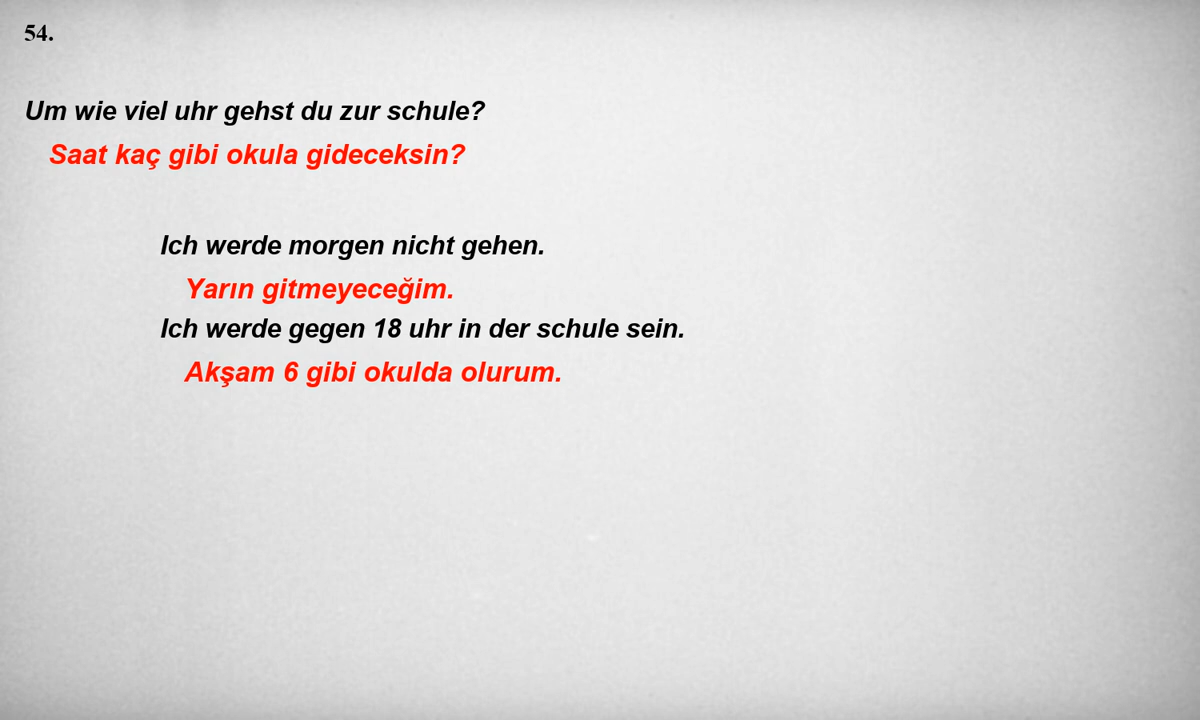 54.
Um wie viel uhr gehst du zur schule?
Saat kaç gibi okula gideceksin?
Ich werde morgen nicht gehen.
Yarın gitmeyeceğim.
Ich werde gegen 18 uhr in der schule sein.
Akşam 6 gibi okulda olurum.